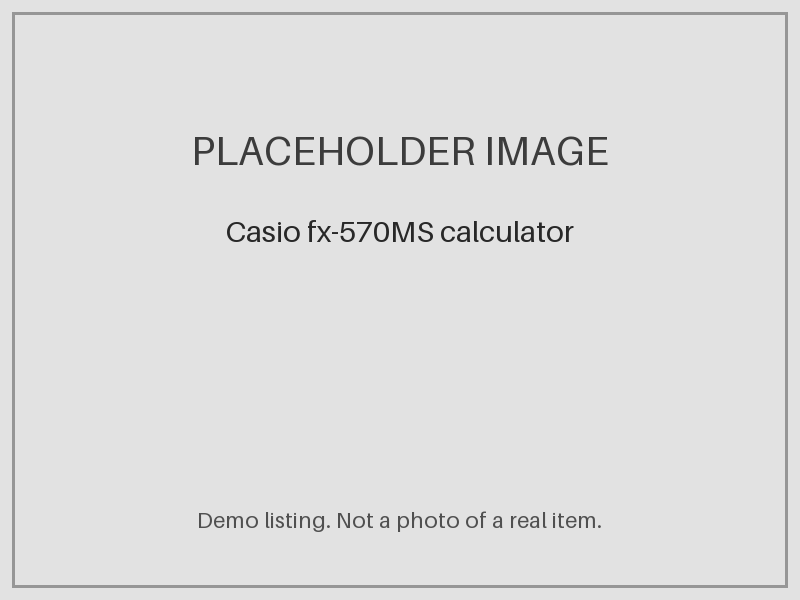 PLACEHOLDER IMAGE
Casio fx-570MS calculator
Demo listing. Not a photo of a real item.